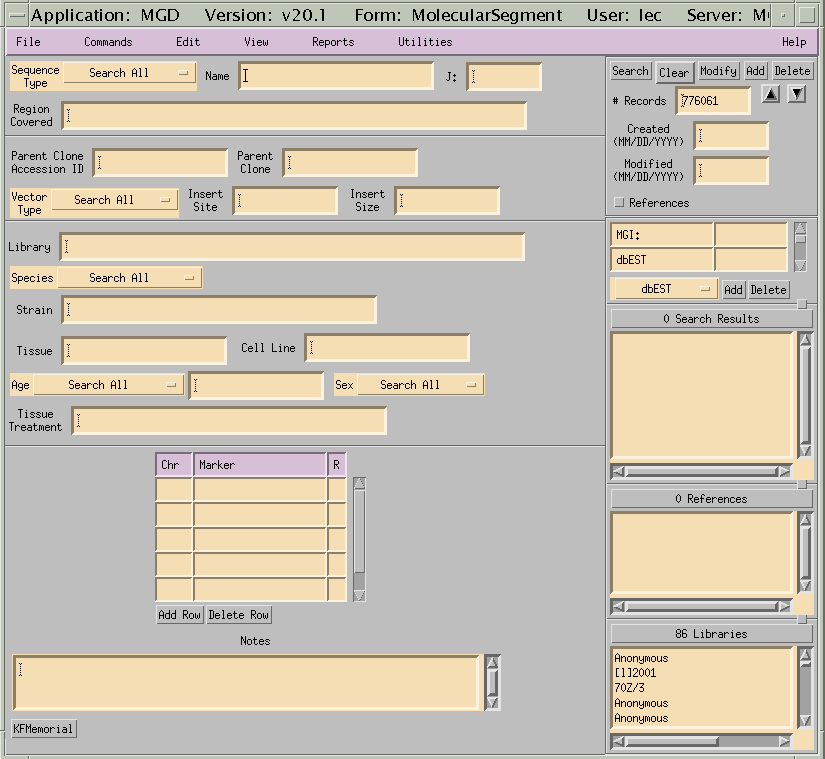 Application: MGD Version: v20.1 Form: MolecularSegment User: lec Server: M
File Commands Edit View Reports Utilities Help
Sequence Type Search All Name J:
Region Covered
Parent Clone Accession ID Parent Clone
Vector Type Search All Insert Site Insert Size
Library
Species Search All
Strain
Tissue Cell Line
Age Search All Sex Search All
Tissue Treatment
Chr Marker R
Add Row Delete Row
Notes
KFMemorial
Search Clear Modify Add Delete
# Records 776061
Created (MM/DD/YYYY)
Modified (MM/DD/YYYY)
References
MGI:
dbEST
dbEST Add Delete
0 Search Results
0 References
86 Libraries
Anonymous
[1]2001
70Z/3
Anonymous
Anonymous